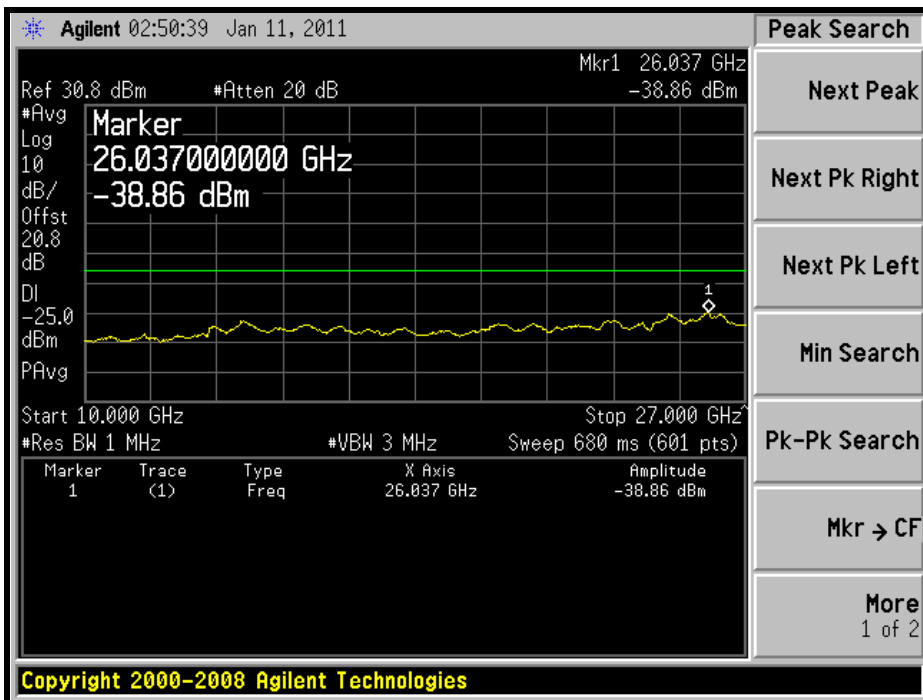 Agilent 02:50:39 Jan 11, 2011
Peak Search
Mkr1 26.037 GHz
Ref 30.8 dBm #Atten 20 dB -38.86 dBm
#Avg
Log
10
dB/
Offst
20.8
dB
DI
-25.0
dBm
PAvg
Marker
26.037000000 GHz
-38.86 dBm
1
Start 10.000 GHz Stop 27.000 GHz^
#Res BW 1 MHz #VBW 3 MHz Sweep 680 ms (601 pts)
Marker Trace Type X Axis Amplitude
1 (1) Freq 26.037 GHz -38.86 dBm
Next Peak
Next Pk Right
Next Pk Left
Min Search
Pk-Pk Search
Mkr → CF
More
1 of 2
Copyright 2000-2008 Agilent Technologies